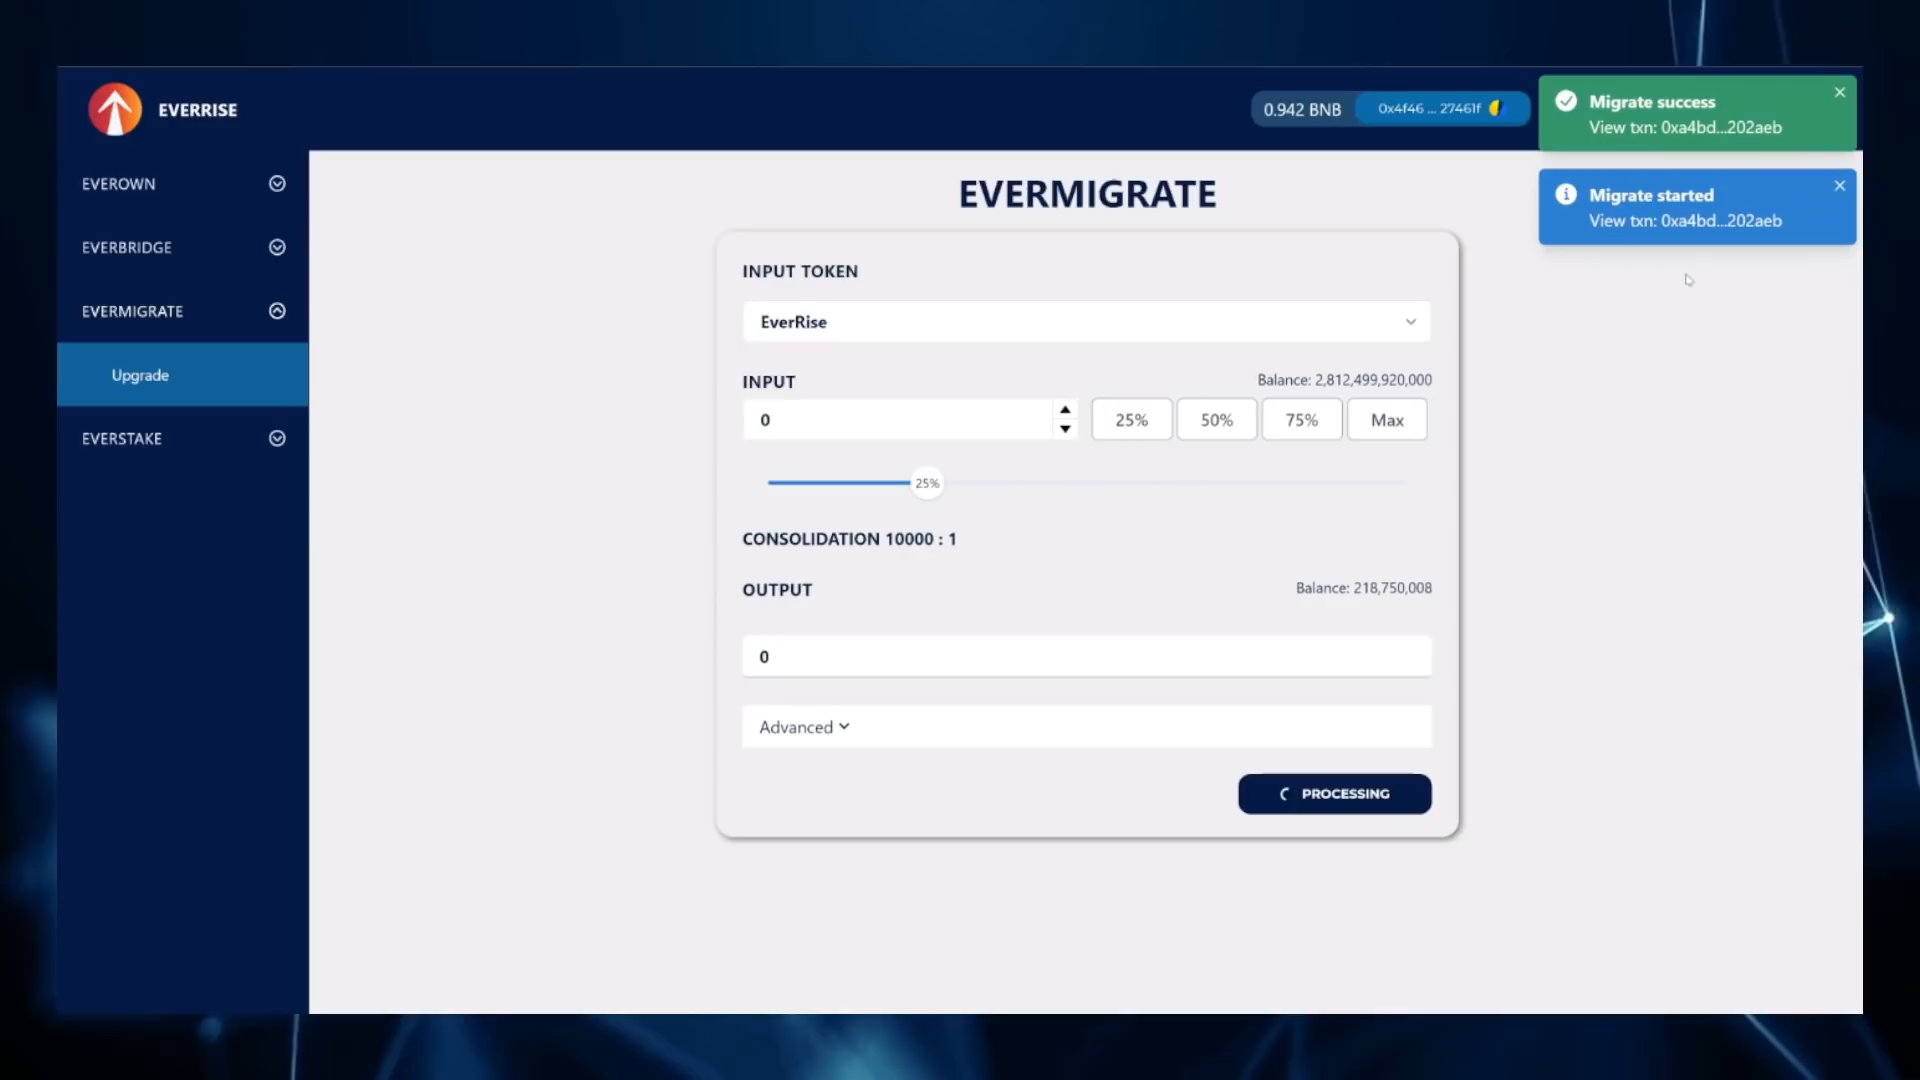 EVERRISE
0.942 BNB
0x4f46 ... 27461f
Migrate success
View txn: 0xa4bd...202aeb
Migrate started
View txn: 0xa4bd...202aeb
EVEROWN
EVERBRIDGE
EVERMIGRATE
Upgrade
EVERSTAKE
EVERMIGRATE
INPUT TOKEN
EverRise
INPUT
Balance: 2,812,499,920,000
0
25%
50%
75%
Max
25%
CONSOLIDATION 10000 : 1
OUTPUT
Balance: 218,750,008
0
Advanced
PROCESSING